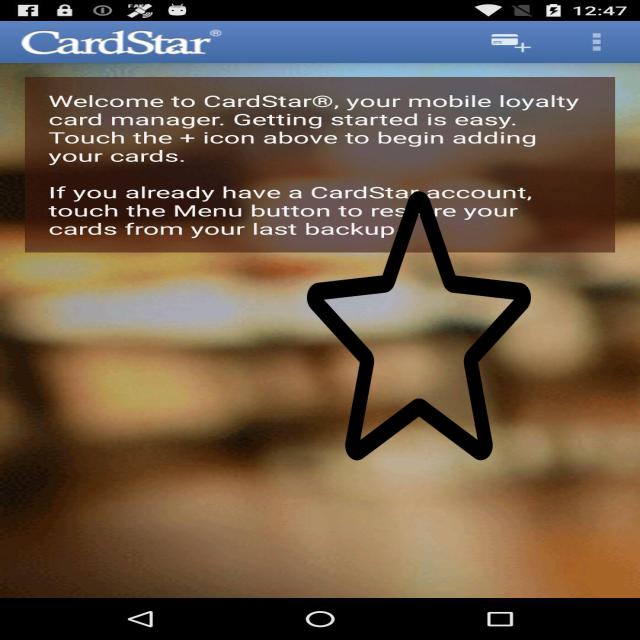 12:47
CardStar®
Welcome to CardStar®, your mobile loyalty
card manager. Getting started is easy.
Touch the + icon above to begin adding
your cards.
If you already have a CardStar account,
touch the Menu button to your
cards from your last backup